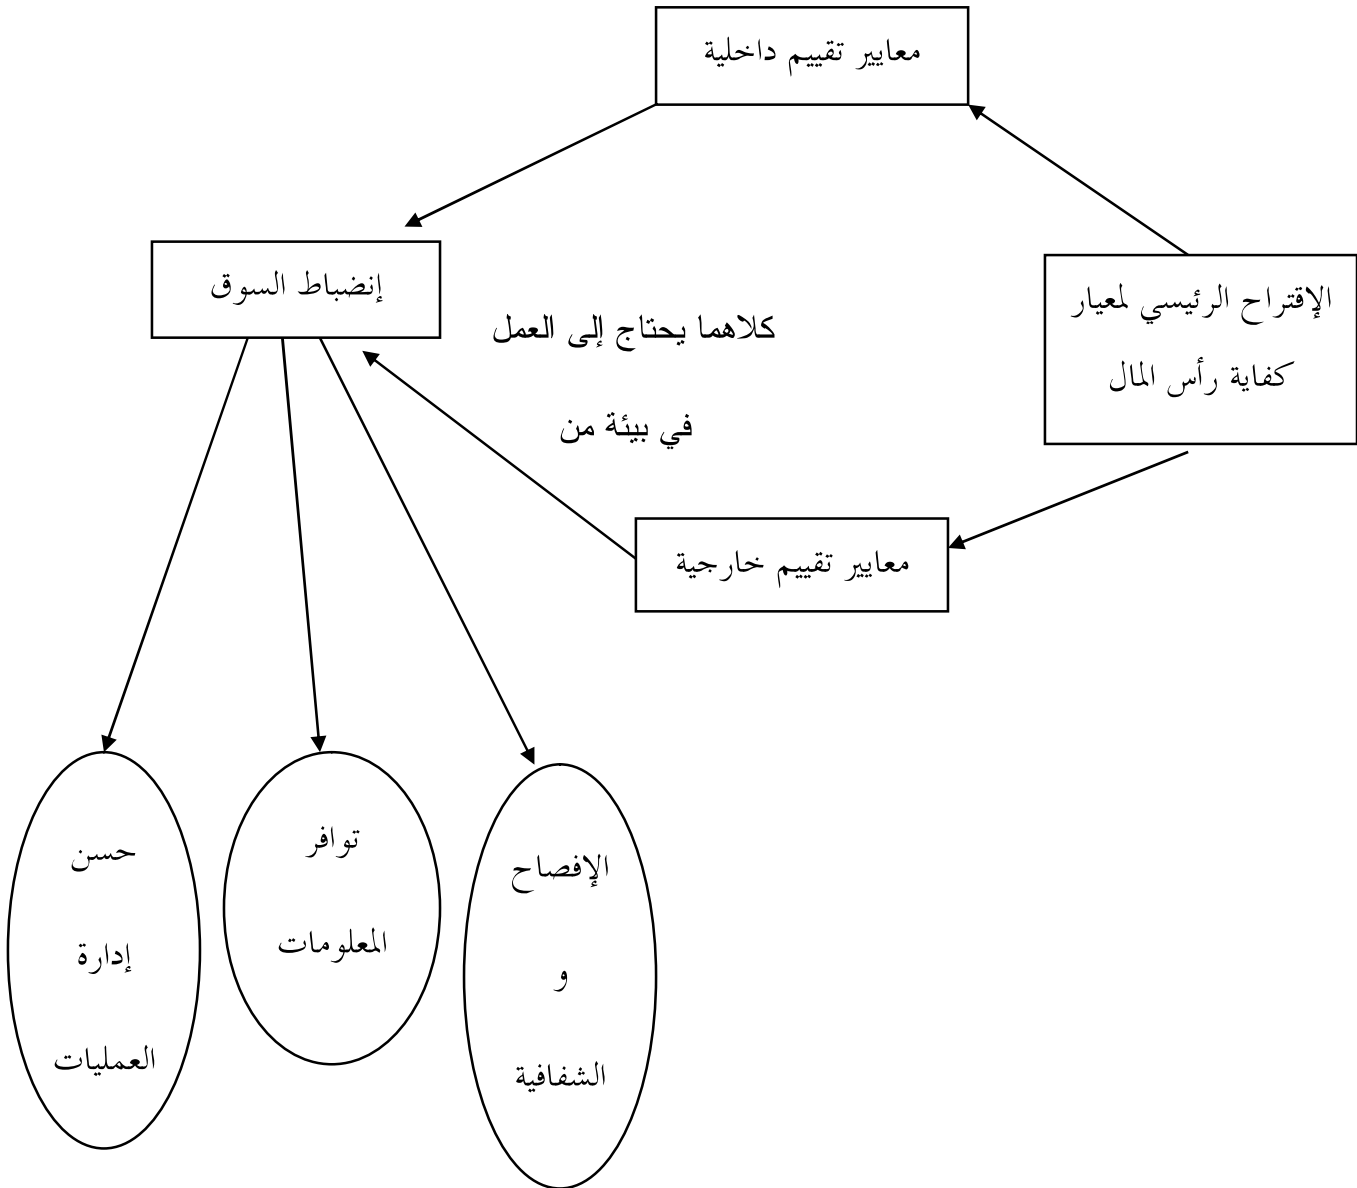 معايير تقييم داخلية
الإقتراح الرئيسي لمعيار
كفاية رأس المال
كلاهما يحتاج إلى العمل
في بيئة من
إنضباط السوق
معايير تقييم خارجية
الإفصاح
و
الشفافية
توافر
المعلومات
حسن
إدارة
العمليات